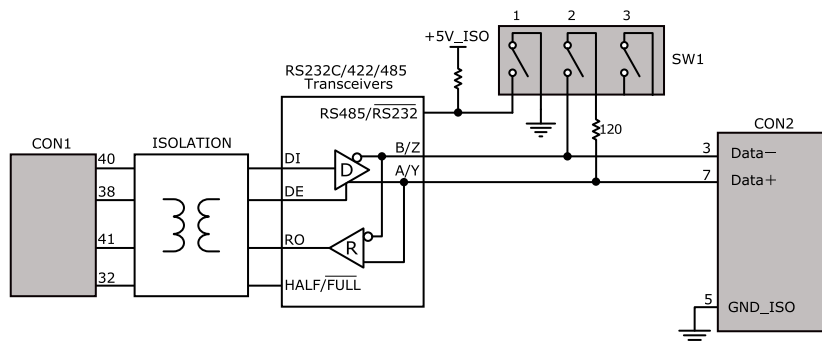 1 2 3
+5V_ISO
SW1
RS232C/422/485
Transceivers
RS485/RS232
CON1
ISOLATION
B/Z
120
CON2
40
DI
D
3
Data−
A/Y
7
Data+
38
DE
41
RO
R
32
HALF/FULL
5
GND_ISO